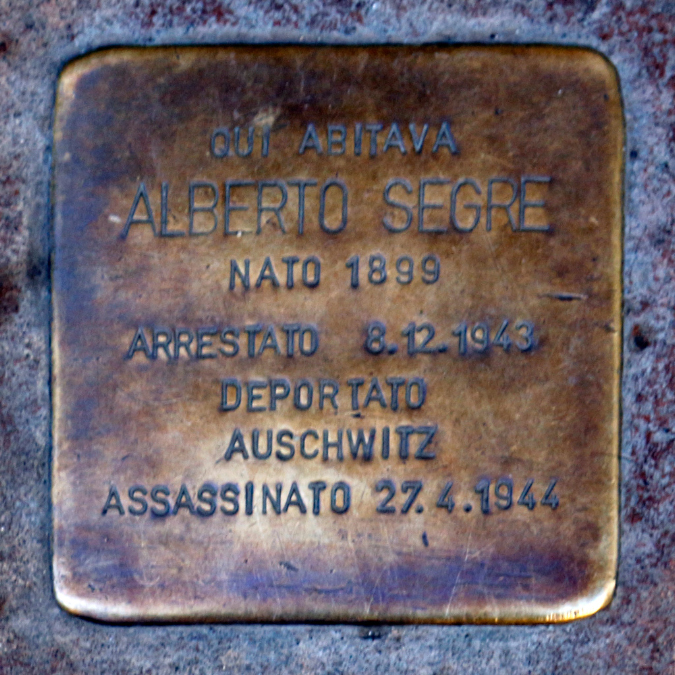 QUI ABITAVA
ALBERTO SEGRE
NATO 1899
ARRESTATO 8.12.1943
DEPORTATO
AUSCHWITZ
ASSASSINATO 27.4.1944